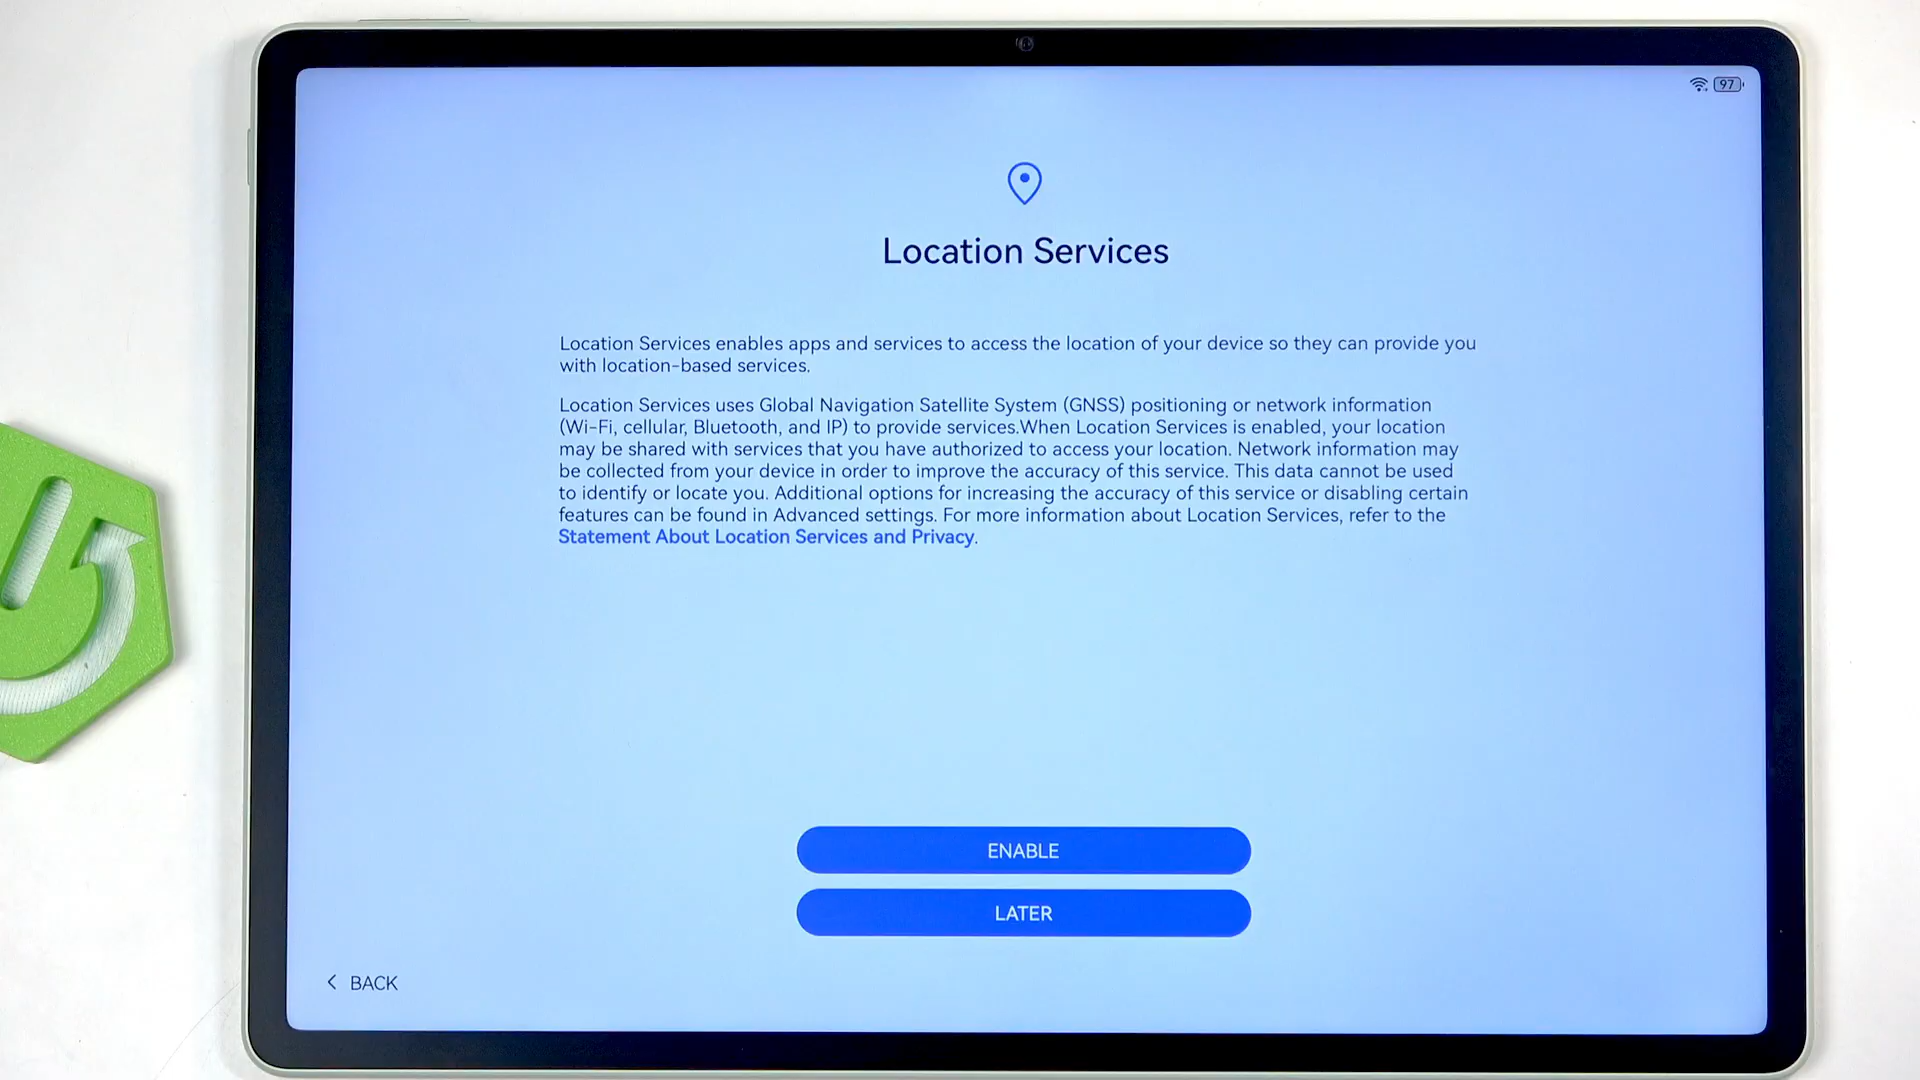 97
Location Services
Location Services enables apps and services to access the location of your device so they can provide you
with location-based services.
Location Services uses Global Navigation Satellite System (GNSS) positioning or network information
(Wi-Fi, cellular, Bluetooth, and IP) to provide services.When Location Services is enabled, your location
may be shared with services that you have authorized to access your location. Network information may
be collected from your device in order to improve the accuracy of this service. This data cannot be used
to identify or locate you. Additional options for increasing the accuracy of this service or disabling certain
features can be found in Advanced settings. For more information about Location Services, refer to the
Statement About Location Services and Privacy.
ENABLE
LATER
BACK